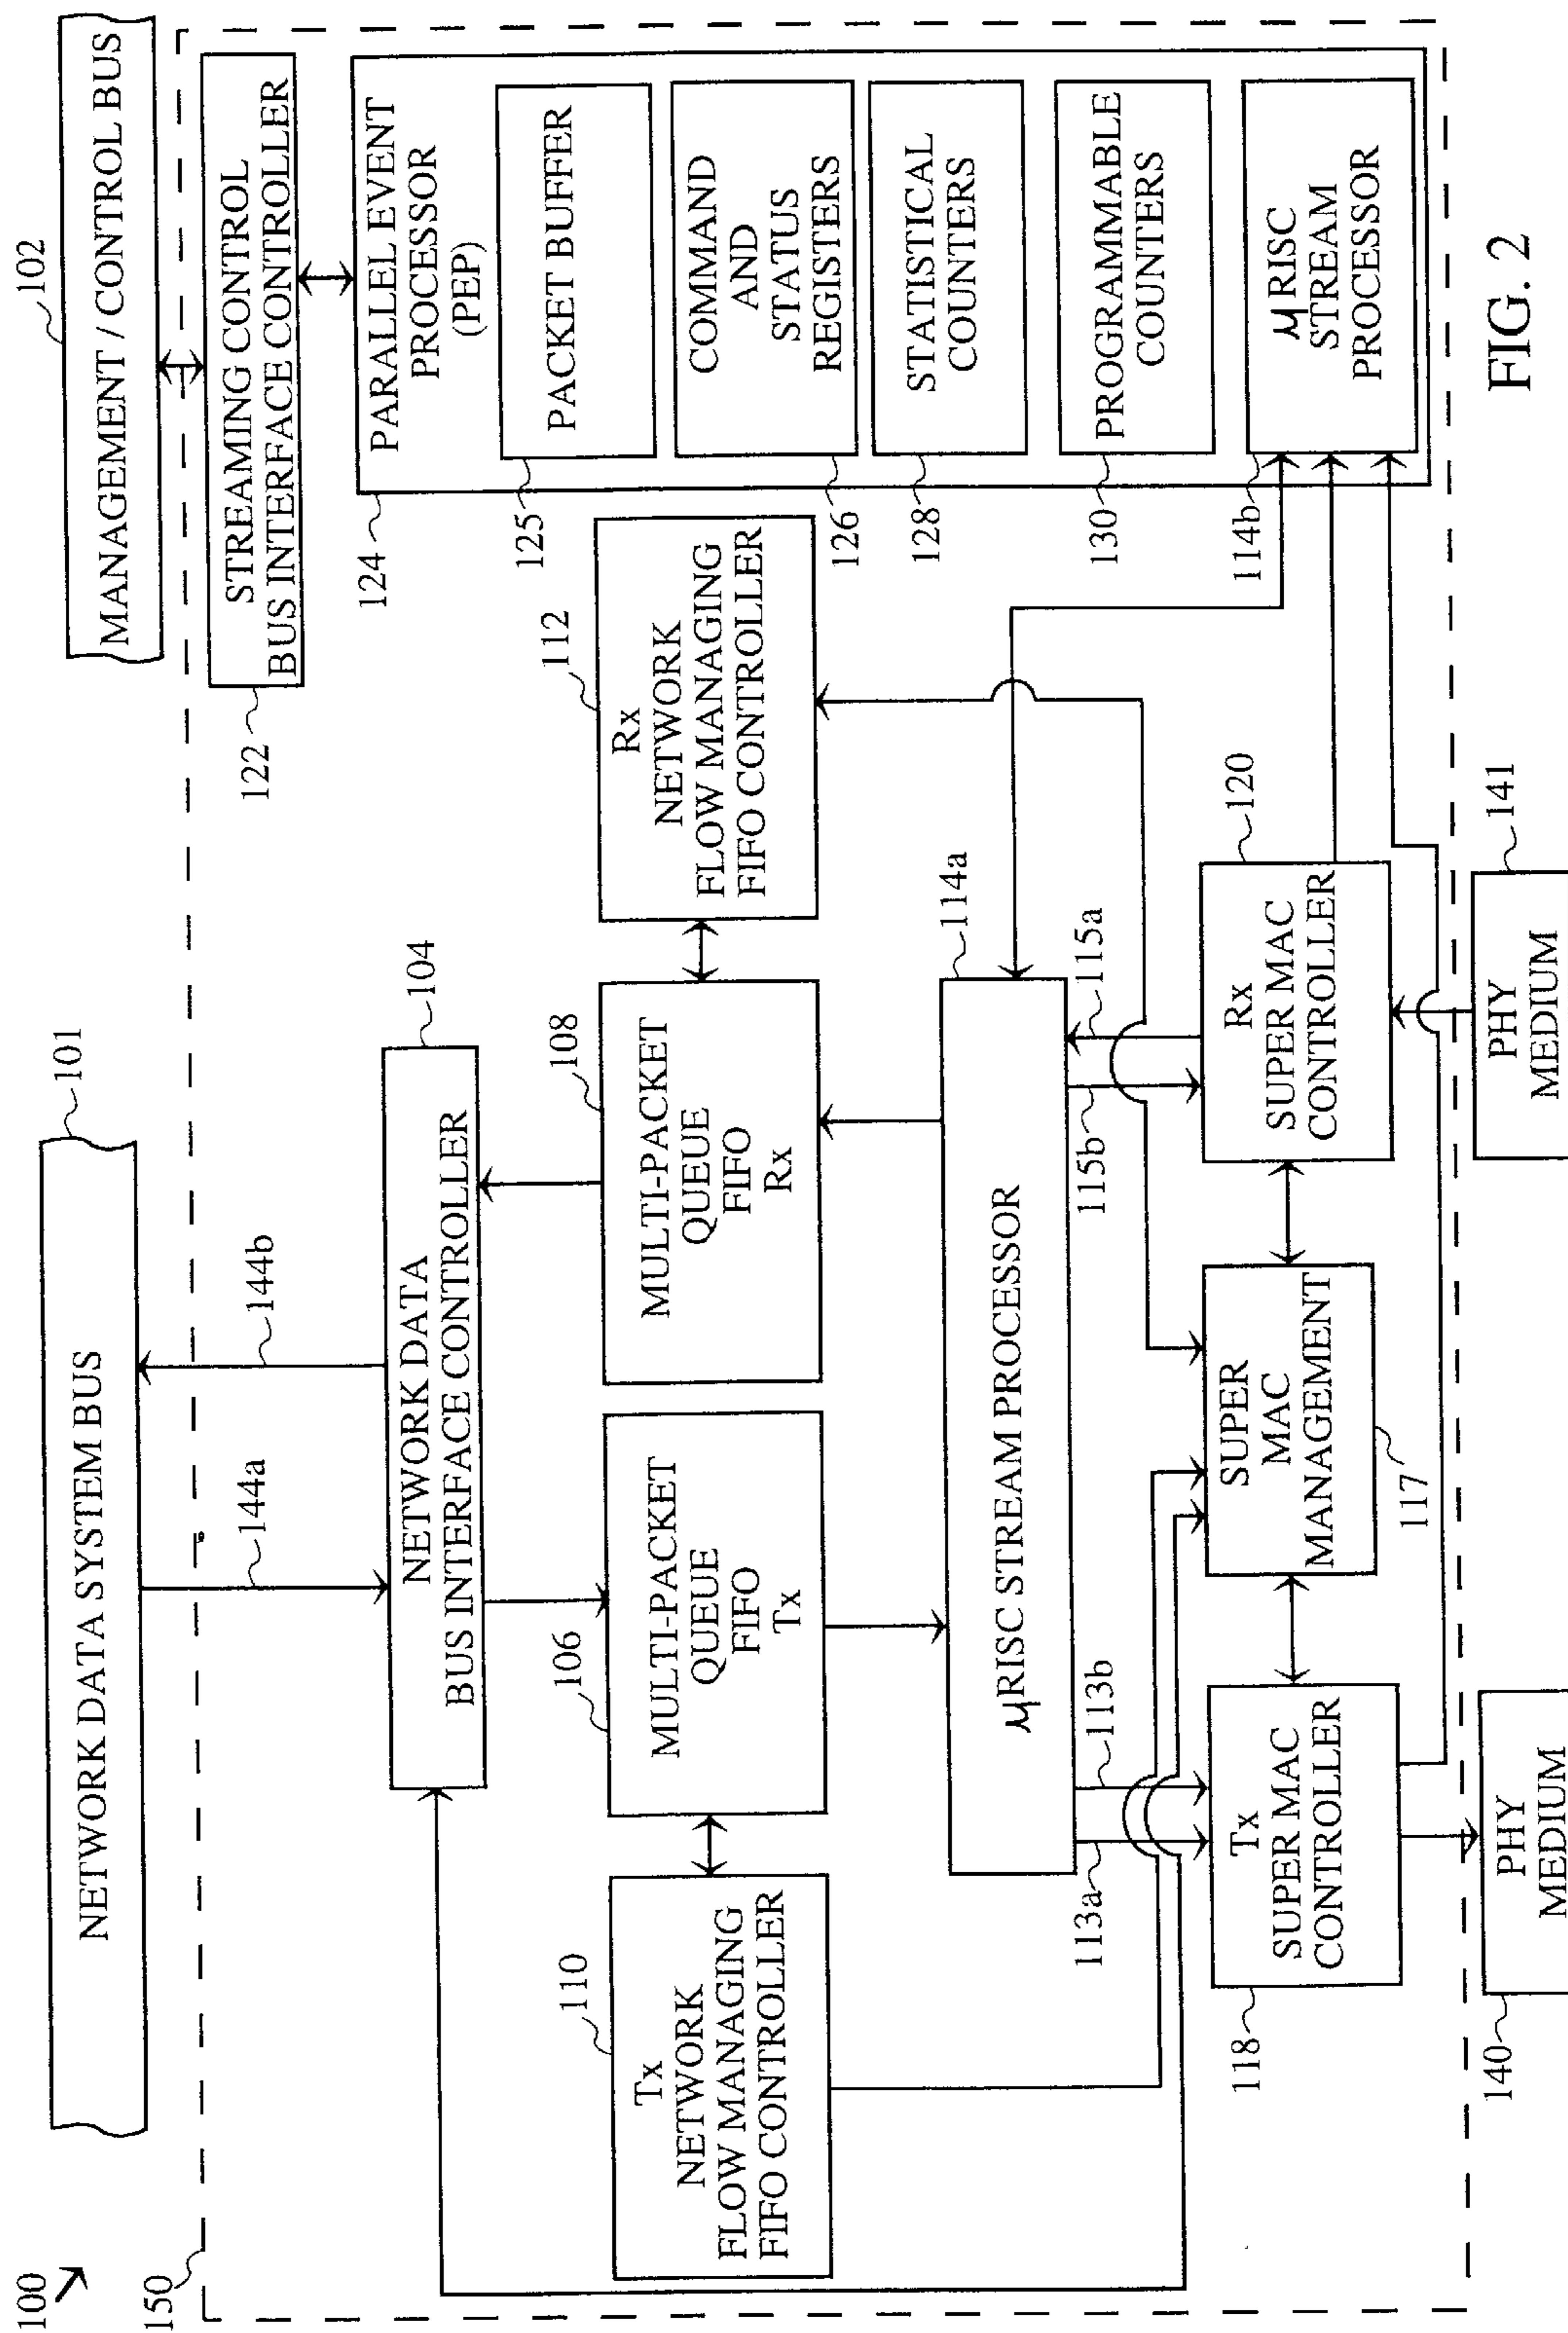 100
150
NETWORK DATA SYSTEM BUS
101
MANAGEMENT / CONTROL BUS
102
144a
144b
STREAMING CONTROL
BUS INTERFACE CONTROLLER
122
NETWORK DATA
BUS INTERFACE CONTROLLER
104
Tx
NETWORK
FLOW MANAGING
FIFO CONTROLLER
110
MULTI-PACKET
QUEUE
FIFO
Tx
106
MULTI-PACKET
QUEUE
FIFO
Rx
108
Rx
NETWORK
FLOW MANAGING
FIFO CONTROLLER
112
PARALLEL EVENT
PROCESSOR
(PEP)
124
PACKET BUFFER
125
COMMAND
AND
STATUS
REGISTERS
126
STATISTICAL
COUNTERS
128
PROGRAMMABLE
COUNTERS
130
μRISC
STREAM
PROCESSOR
114b
μRISC STREAM PROCESSOR
114a
113a
113b
115b
115a
Tx
SUPER MAC
CONTROLLER
118
SUPER
MAC
MANAGEMENT
117
Rx
SUPER MAC
CONTROLLER
120
PHY
MEDIUM
140
PHY
MEDIUM
141
FIG. 2